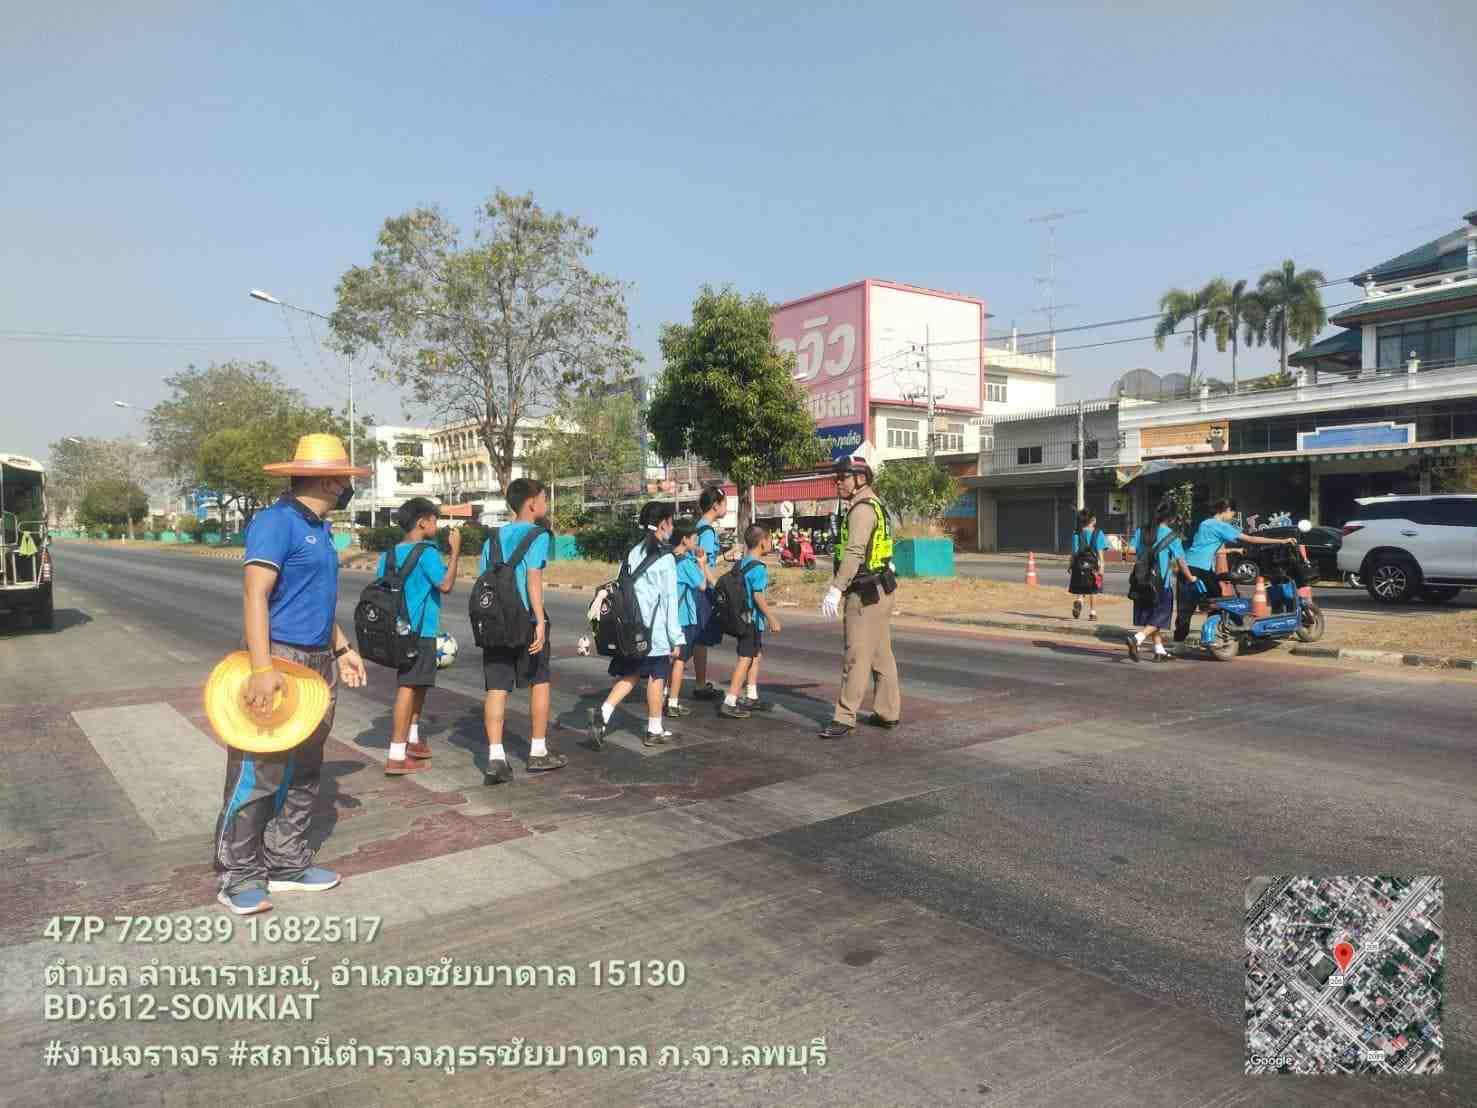 47P 729339 1682517
ตำบล ลำนารายณ์, อำเภอชัยบาดาล 15130
BD:612-SOMKIAT
#งานจราจร #สถานีตำรวจภูธรชัยบาดาล ภ.จว.ลพบุรี
Google
205
205